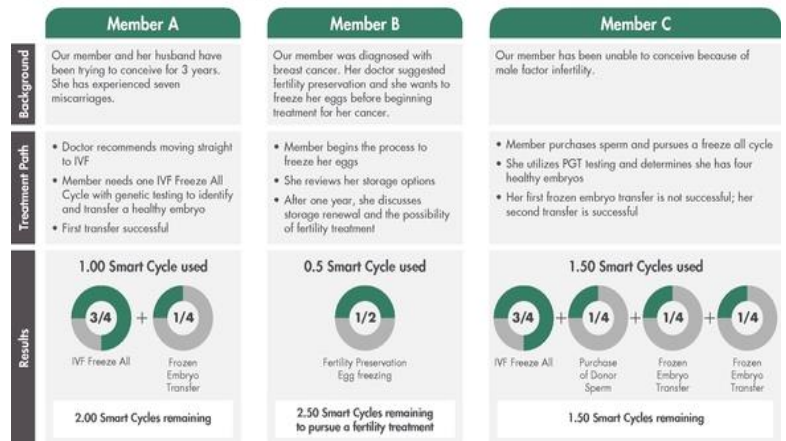 Member A
Member B
Member C
Background
Our member and her husband have
been trying to conceive for 3 years.
She has experienced seven
miscarriages.
Our member was diagnosed with
breast cancer. Her doctor suggested
fertility preservation and she wants to
freeze her eggs before beginning
treatment for her cancer.
Our member has been unable to conceive because of
male factor infertility.
Treatment Path
• Doctor recommends moving straight
to IVF
• Member needs one IVF Freeze All
Cycle with genetic testing to identify
and transfer a healthy embryo
• First transfer successful
• Member begins the process to
freeze her eggs
• She reviews her storage options
• After one year, she discusses
storage renewal and the possibility
of fertility treatment
• Member purchases sperm and pursues a freeze all cycle
• She utilizes PGT testing and determines she has four
healthy embryos
• Her first frozen embryo transfer is not successful; her
second transfer is successful
Results
1.00 Smart Cycle used
3/4 + 1/4
IVF Freeze All
Frozen
Embryo
Transfer
2.00 Smart Cycles remaining
0.5 Smart Cycle used
1/2
Fertility Preservation
Egg freezing
2.50 Smart Cycles remaining
to pursue a fertility treatment
1.50 Smart Cycles used
3/4 + 1/4 + 1/4 + 1/4
IVF Freeze All
Purchase
of Donor
Sperm
Frozen
Embryo
Transfer
Frozen
Embryo
Transfer
1.50 Smart Cycles remaining